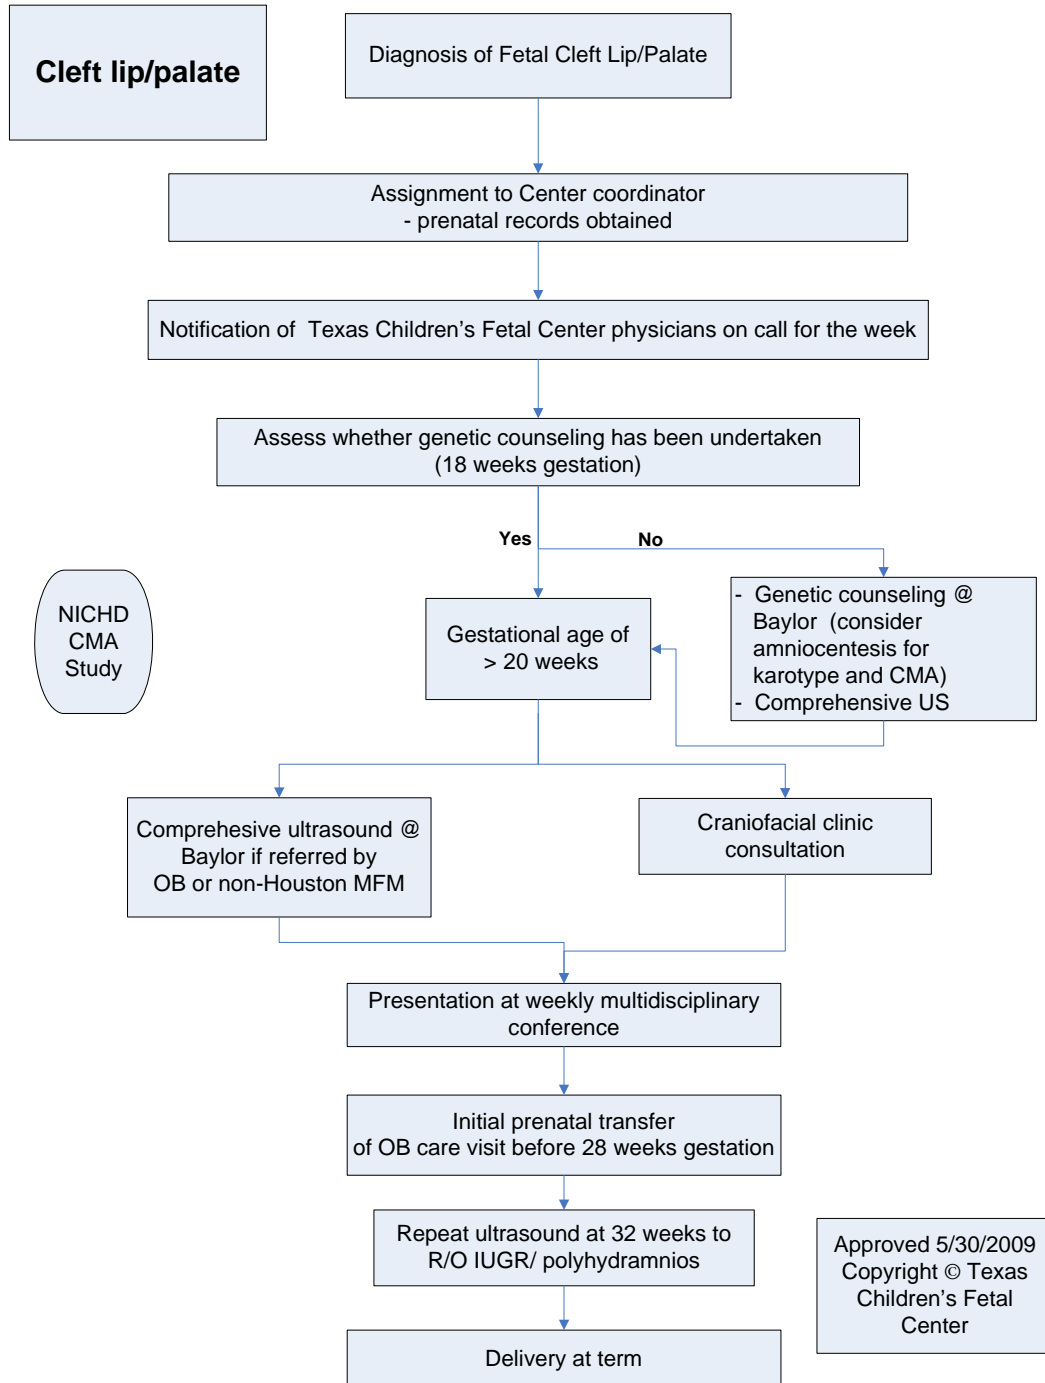 Cleft lip/palate
Diagnosis of Fetal Cleft Lip/Palate
Assignment to Center coordinator
- prenatal records obtained
Notification of Texas Children's Fetal Center physicians on call for the week
Assess whether genetic counseling has been undertaken
(18 weeks gestation)
Yes
No
NICHD
CMA
Study
Gestational age of
> 20 weeks
- Genetic counseling @
Baylor (consider
amniocentesis for
karotype and CMA)
- Comprehensive US
Comprehesive ultrasound @
Baylor if referred by
OB or non-Houston MFM
Craniofacial clinic
consultation
Presentation at weekly multidisciplinary
conference
Initial prenatal transfer
of OB care visit before 28 weeks gestation
Repeat ultrasound at 32 weeks to
R/O IUGR/ polyhydramnios
Approved 5/30/2009
Copyright © Texas
Children's Fetal
Center
Delivery at term